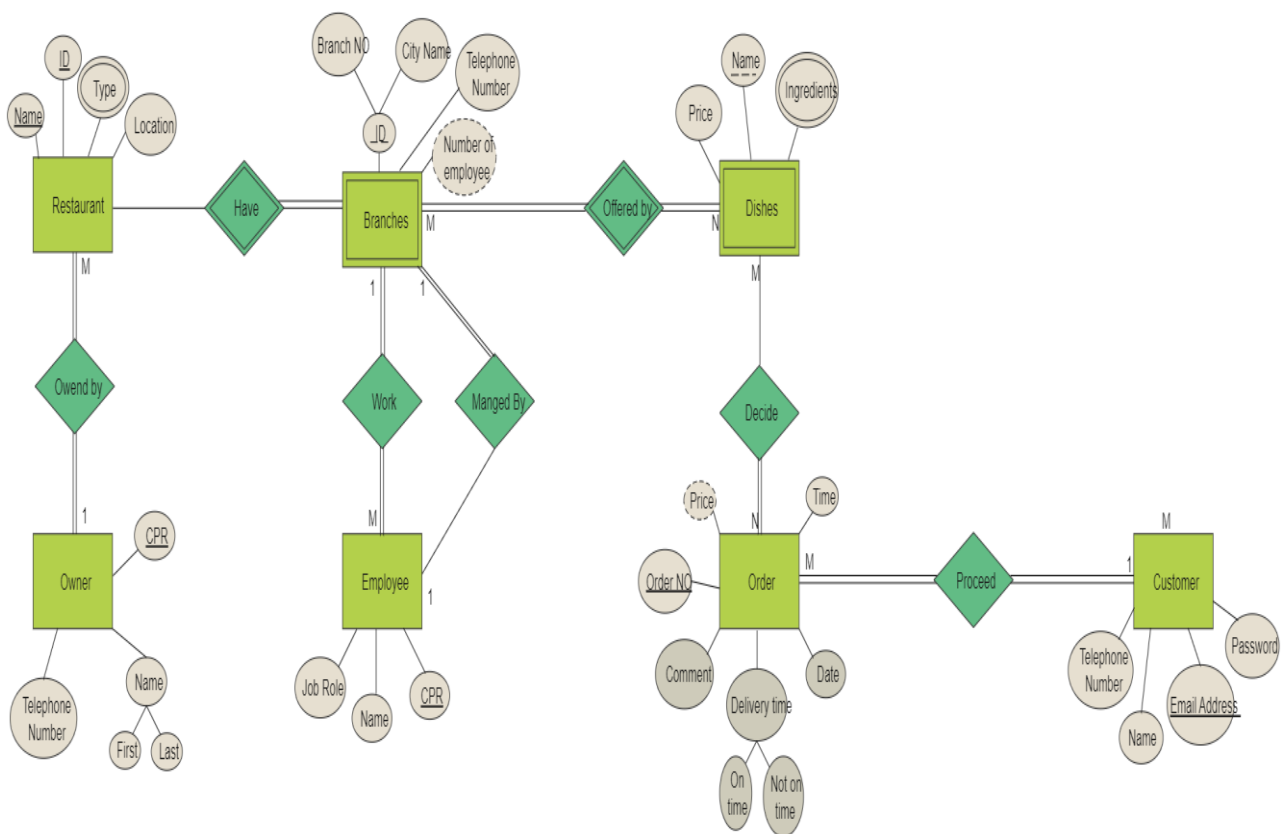 Branch NO
City Name
Telephone
Number
ID
Type
Name
Location
ID
Number of
employee
Name
Ingredients
Price
Restaurant
Have
Branches
M
Offered by
N
Dishes
M
1
1
M
Owend by
Work
Manged By
Decide
1
M
1
N
Price
Time
CPR
Owner
Employee
Order NO
Order
M
Proceed
1
M
Customer
Telephone
Number
Name
First
Last
Job Role
Name
CPR
Comment
Delivery time
Date
On
time
Not on
time
Telephone
Number
Name
Email Address
Password